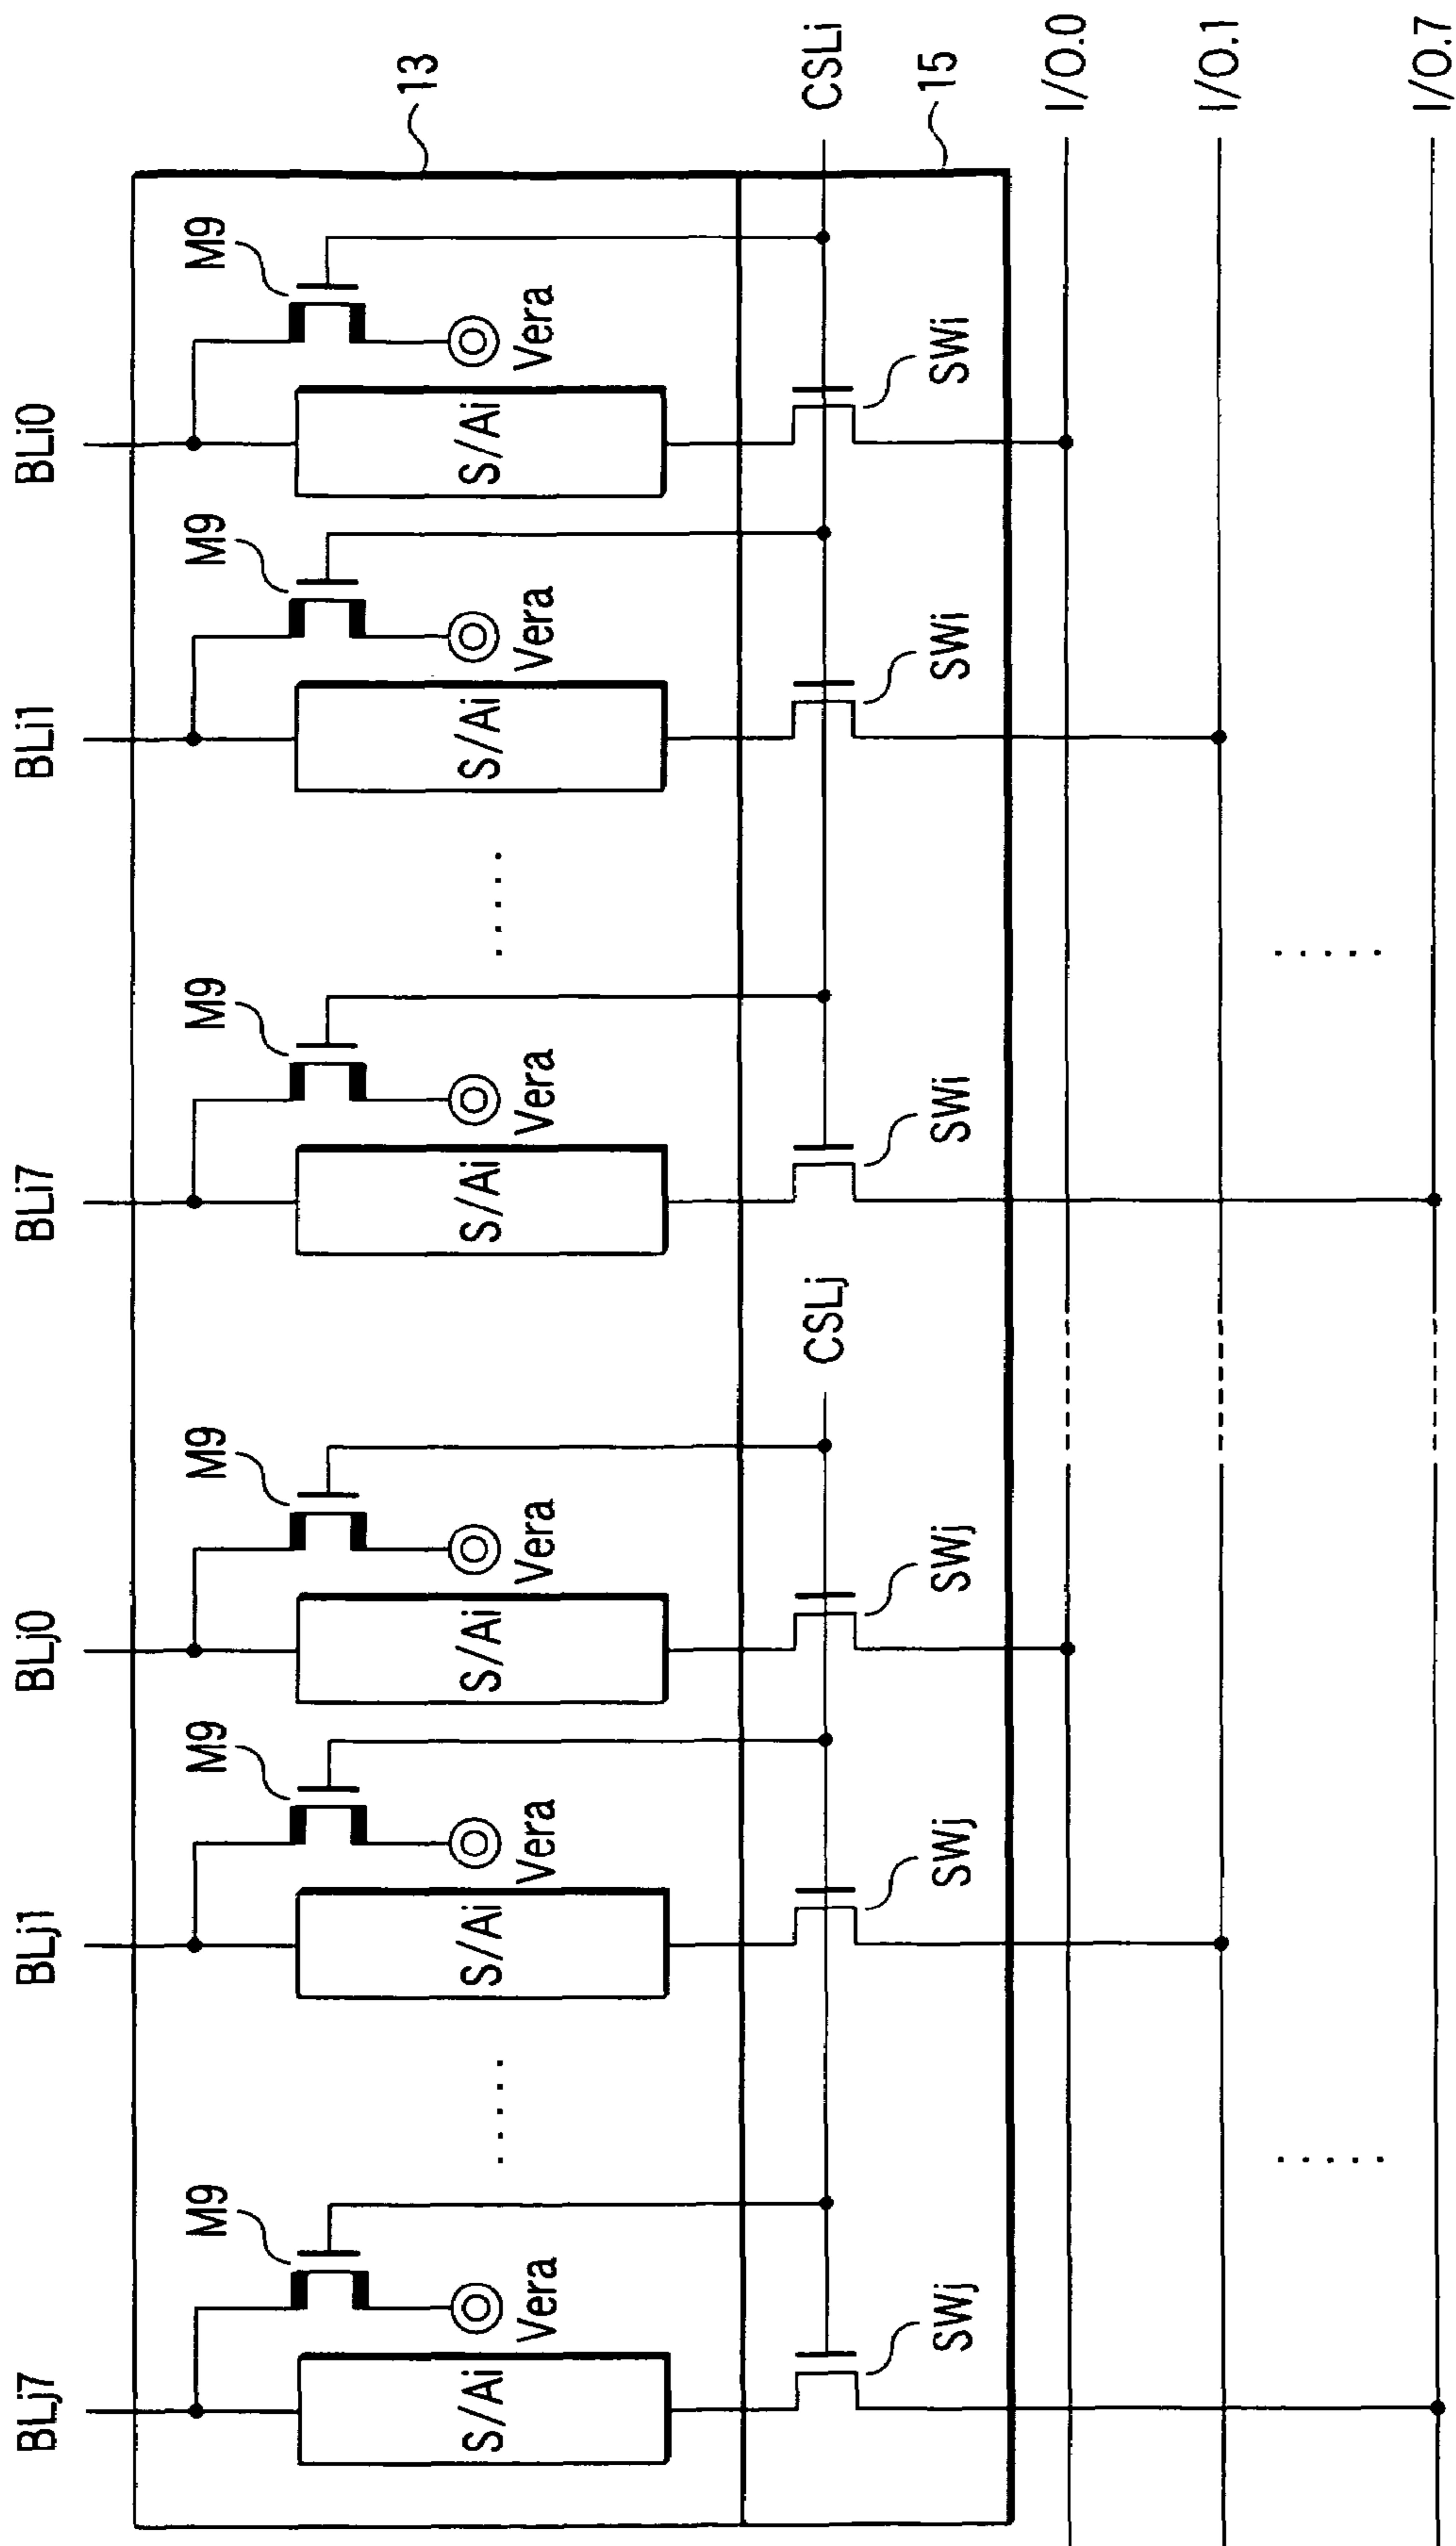 BLj7 BLj1 BLj0 BLi7 BLi1 BLi0
M9 M9 M9 M9 M9 M9
13
S/Ai S/Ai S/Ai S/Ai S/Ai S/Ai
..... .....
Vera Vera Vera Vera Vera Vera
CSLj CSLi
SWj SWj SWj SWi SWi SWi 15
I/O.0
I/O.1
..... .....
I/O.7